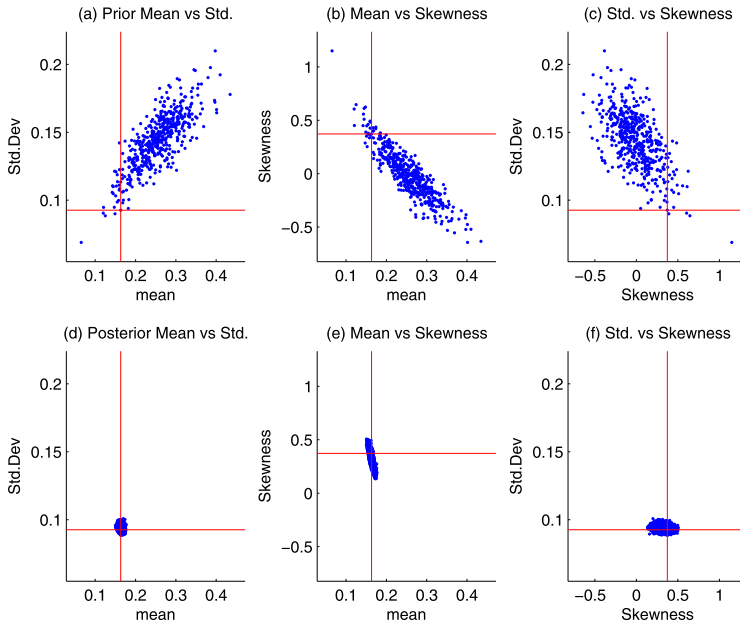 (a) Prior Mean vs Std.
(b) Mean vs Skewness
(c) Std. vs Skewness
Std.Dev
0.2
0.15
0.1
0.1 0.2 0.3 0.4
mean
Skewness
1
0.5
0
−0.5
0.1 0.2 0.3 0.4
mean
Std.Dev
0.2
0.15
0.1
−0.5 0 0.5 1
Skewness
(d) Posterior Mean vs Std.
(e) Mean vs Skewness
(f) Std. vs Skewness
Std.Dev
0.2
0.15
0.1
0.1 0.2 0.3 0.4
mean
Skewness
1
0.5
0
−0.5
0.1 0.2 0.3 0.4
mean
Std.Dev
0.2
0.15
0.1
−0.5 0 0.5 1
Skewness